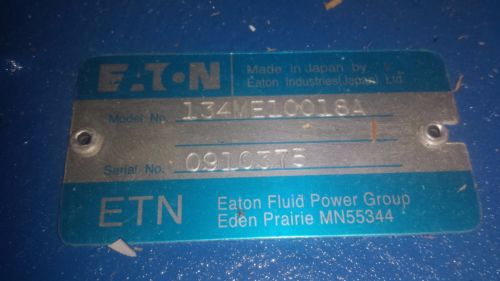 EATON
Made in Japan by
Eaton Industries(Japan) Ltd
Model No. 134ME10016A
Serial No. 0910375
ETN
Eaton Fluid Power Group
Eden Prairie MN55344